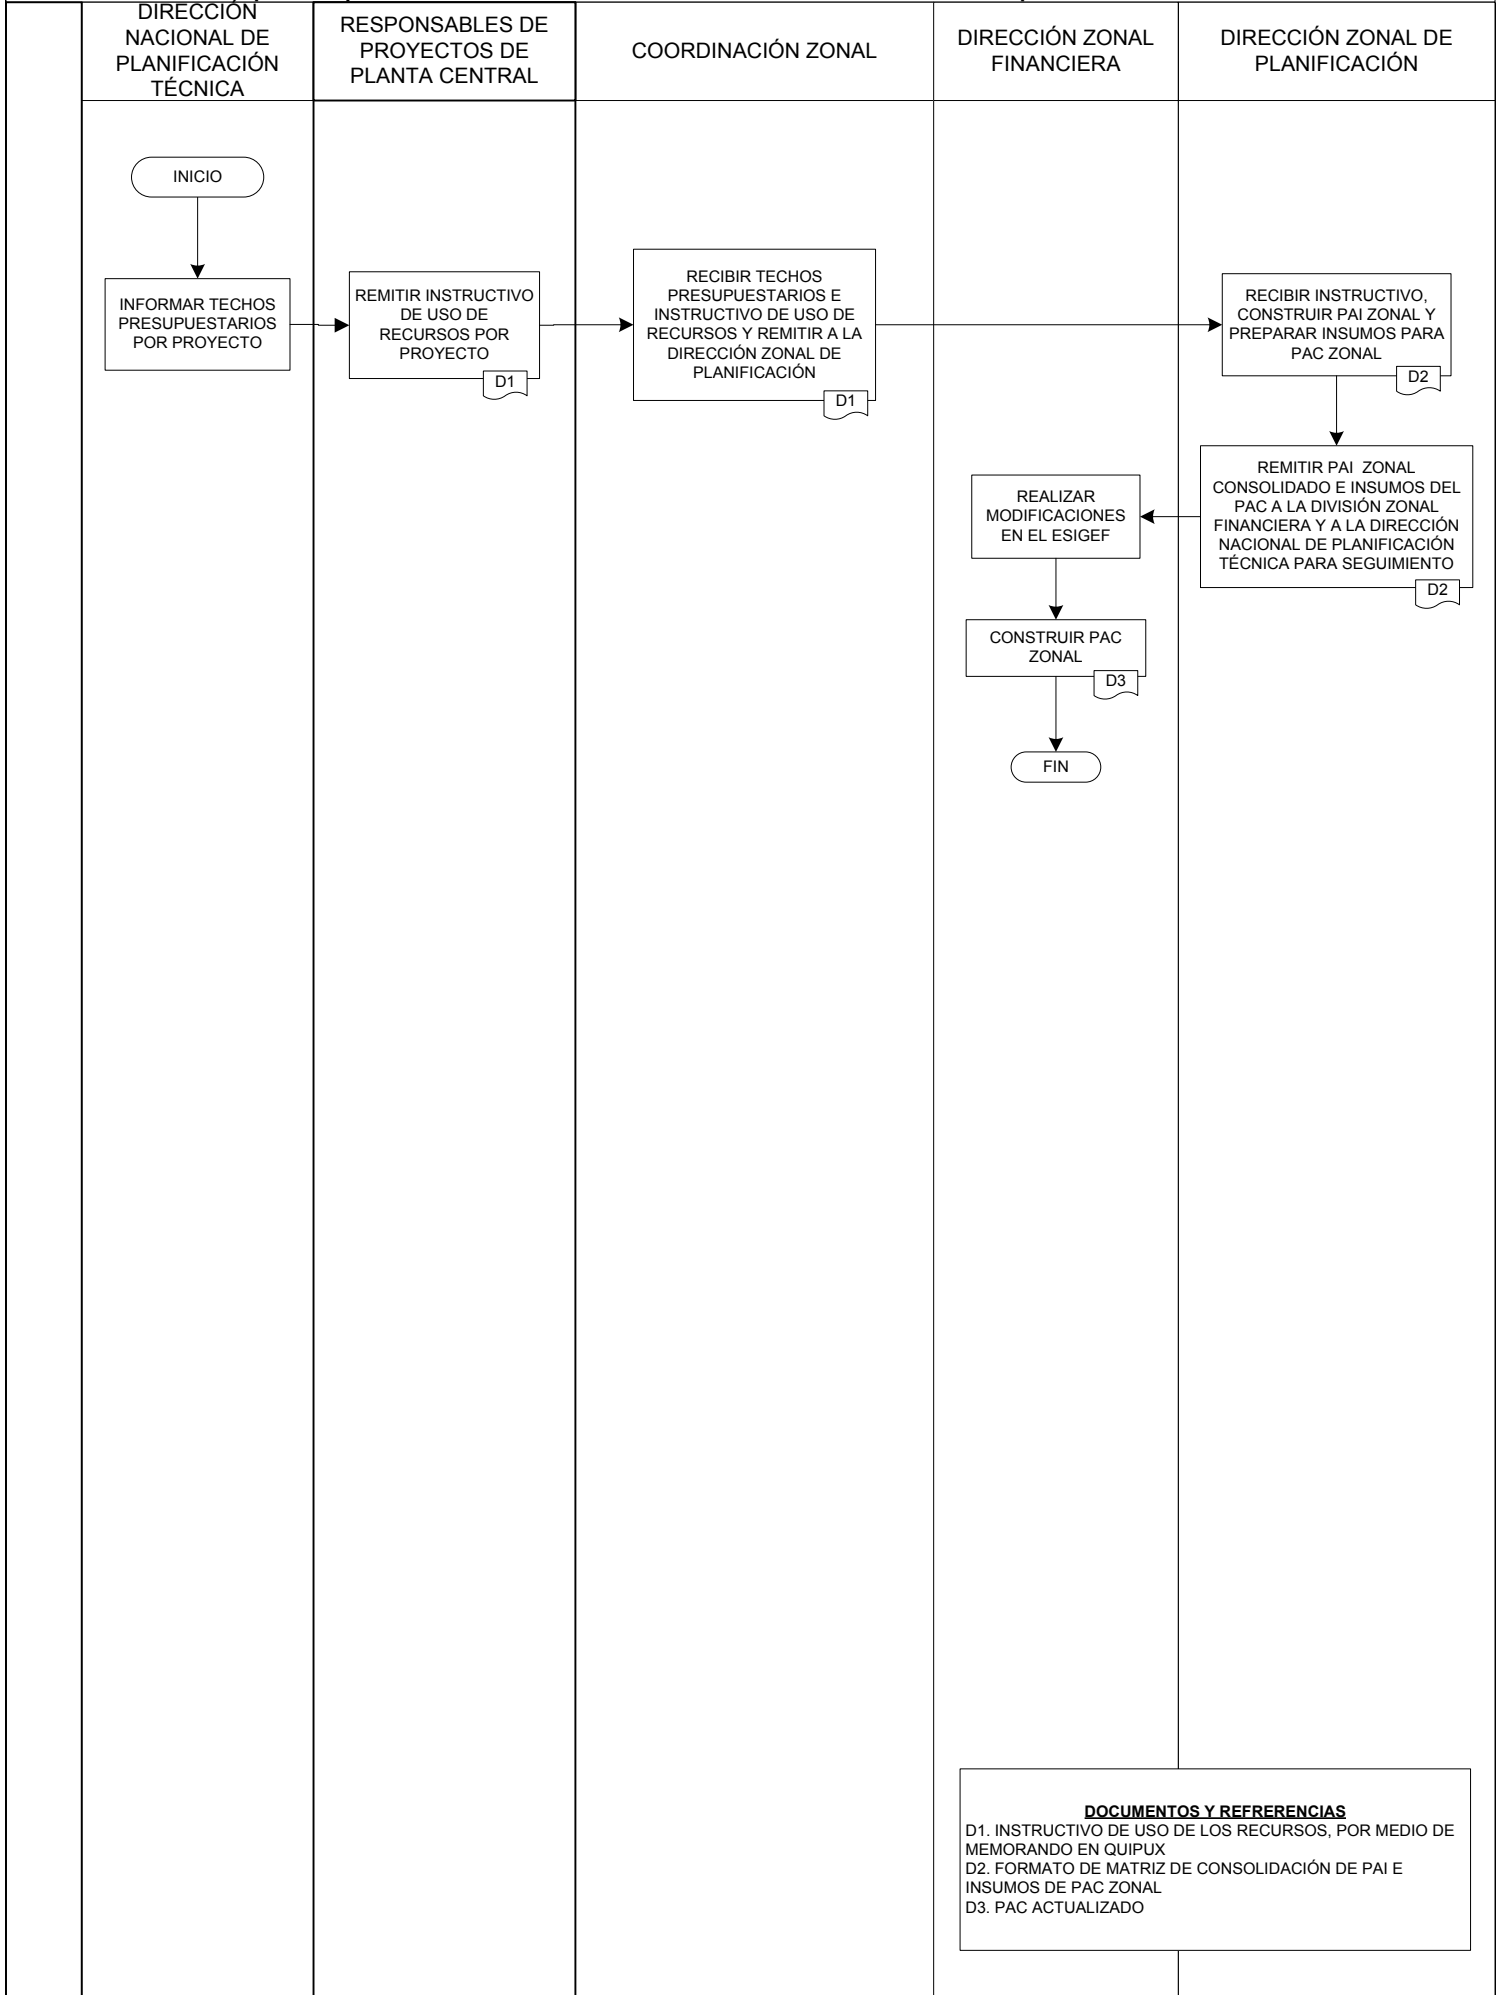 DIRECCIÓN
NACIONAL DE
PLANIFICACIÓN
TÉCNICA
RESPONSABLES DE
PROYECTOS DE
PLANTA CENTRAL
COORDINACIÓN ZONAL
DIRECCIÓN ZONAL
FINANCIERA
DIRECCIÓN ZONAL DE
PLANIFICACIÓN
INICIO
INFORMAR TECHOS
PRESUPUESTARIOS
POR PROYECTO
REMITIR INSTRUCTIVO
DE USO DE
RECURSOS POR
PROYECTO
D1
RECIBIR TECHOS
PRESUPUESTARIOS E
INSTRUCTIVO DE USO DE
RECURSOS Y REMITIR A LA
DIRECCIÓN ZONAL DE
PLANIFICACIÓN
D1
RECIBIR INSTRUCTIVO,
CONSTRUIR PAI ZONAL Y
PREPARAR INSUMOS PARA
PAC ZONAL
D2
REMITIR PAI ZONAL
CONSOLIDADO E INSUMOS DEL
PAC A LA DIVISIÓN ZONAL
FINANCIERA Y A LA DIRECCIÓN
NACIONAL DE PLANIFICACIÓN
TÉCNICA PARA SEGUIMIENTO
D2
REALIZAR
MODIFICACIONES
EN EL ESIGEF
CONSTRUIR PAC
ZONAL
D3
FIN
DOCUMENTOS Y REFRERENCIAS
D1. INSTRUCTIVO DE USO DE LOS RECURSOS, POR MEDIO DE
MEMORANDO EN QUIPUX
D2. FORMATO DE MATRIZ DE CONSOLIDACIÓN DE PAI E
INSUMOS DE PAC ZONAL
D3. PAC ACTUALIZADO